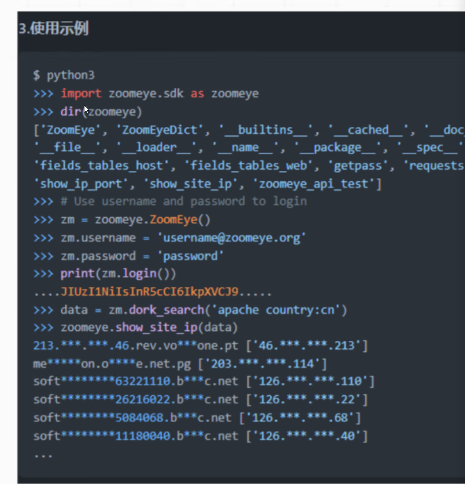 3.使用示例
$ python3
>>> import zoomeye.sdk as zoomeye
>>> dir(zoomeye)
['ZoomEye', 'ZoomEyeDict', '__builtins__', '__cached__', '__doc
'__file__', '__loader__', '__name__', '__package__', '__spec__'
'fields_tables_host', 'fields_tables_web', 'getpass', 'requests
'show_ip_port', 'show_site_ip', 'zoomeye_api_test']
>>> # Use username and password to login
>>> zm = zoomeye.ZoomEye()
>>> zm.username = 'username@zoomeye.org'
>>> zm.password = 'password'
>>> print(zm.login())
....JIUzI1NiIsInR5cCI6IkpXVCJ9.....
>>> data = zm.dork_search('apache country:cn')
>>> zoomeye.show_site_ip(data)
213.***.***.46.rev.vo***one.pt ['46.***.***.213']
me*****on.o****e.net.pg ['203.***.***.114']
soft********63221110.b***c.net ['126.***.***.110']
soft********26216022.b***c.net ['126.***.***.22']
soft********5084068.b***c.net ['126.***.***.68']
soft********11180040.b***c.net ['126.***.***.40']
...